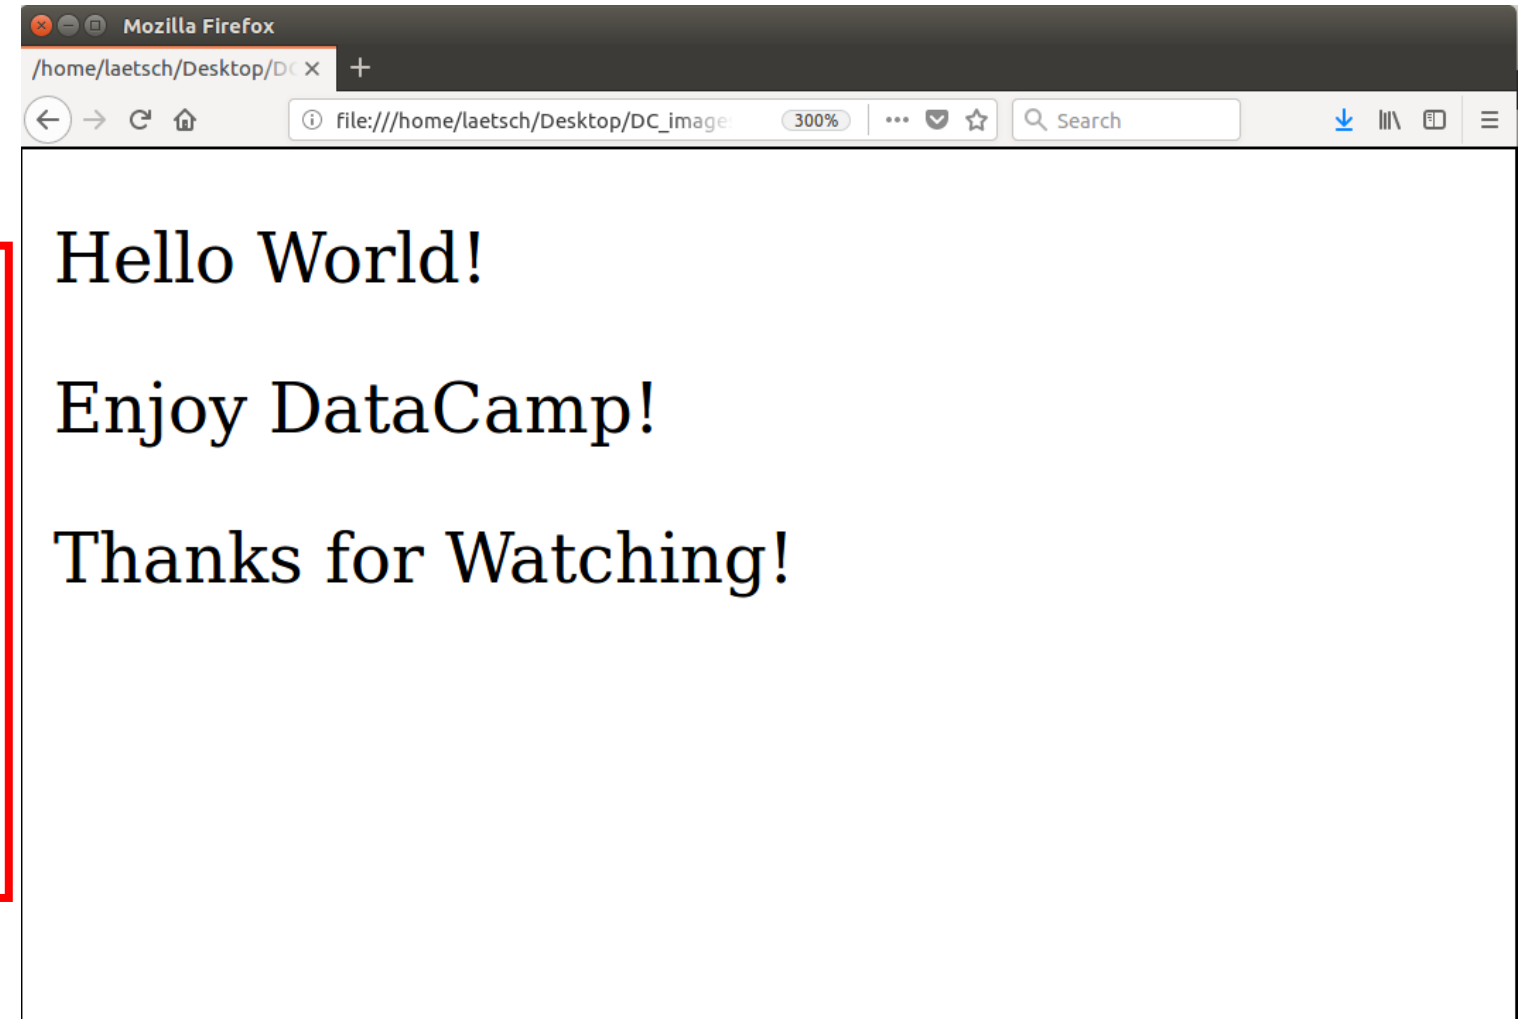 Mozilla Firefox
/home/laetsch/Desktop/DC
file:///home/laetsch/Desktop/DC_image
300%
Search
Hello World!
Enjoy DataCamp!
Thanks for Watching!